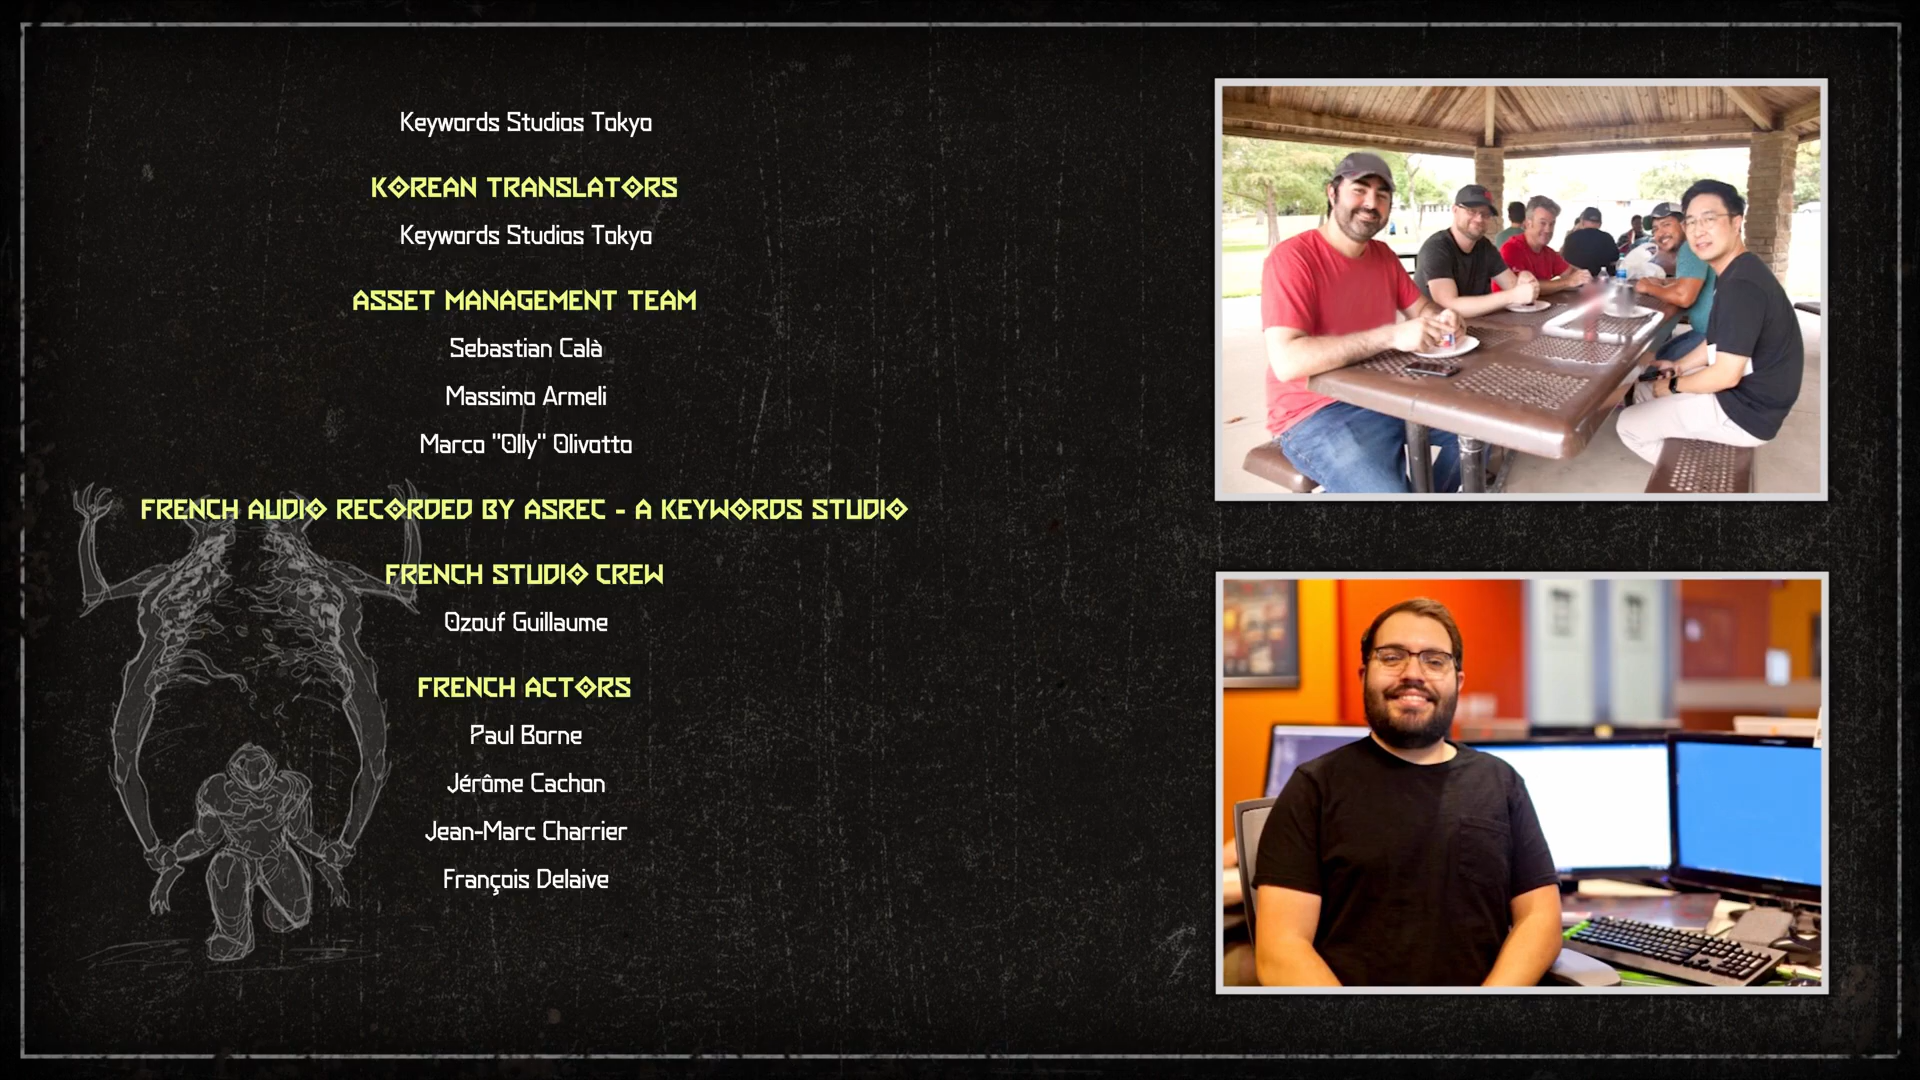 Keywords Studios Tokyo
KOREAN TRANSLATORS
Keywords Studios Tokyo
ASSET MANAGEMENT TEAM
Sebastian Calà
Massimo Armeli
Marco "Olly" Olivotto
FRENCH AUDIO RECORDED BY ASREC - A KEYWORDS STUDIO
FRENCH STUDIO CREW
Ozouf Guillaume
FRENCH ACTORS
Paul Borne
Jérôme Cachon
Jean-Marc Charrier
François Delaive